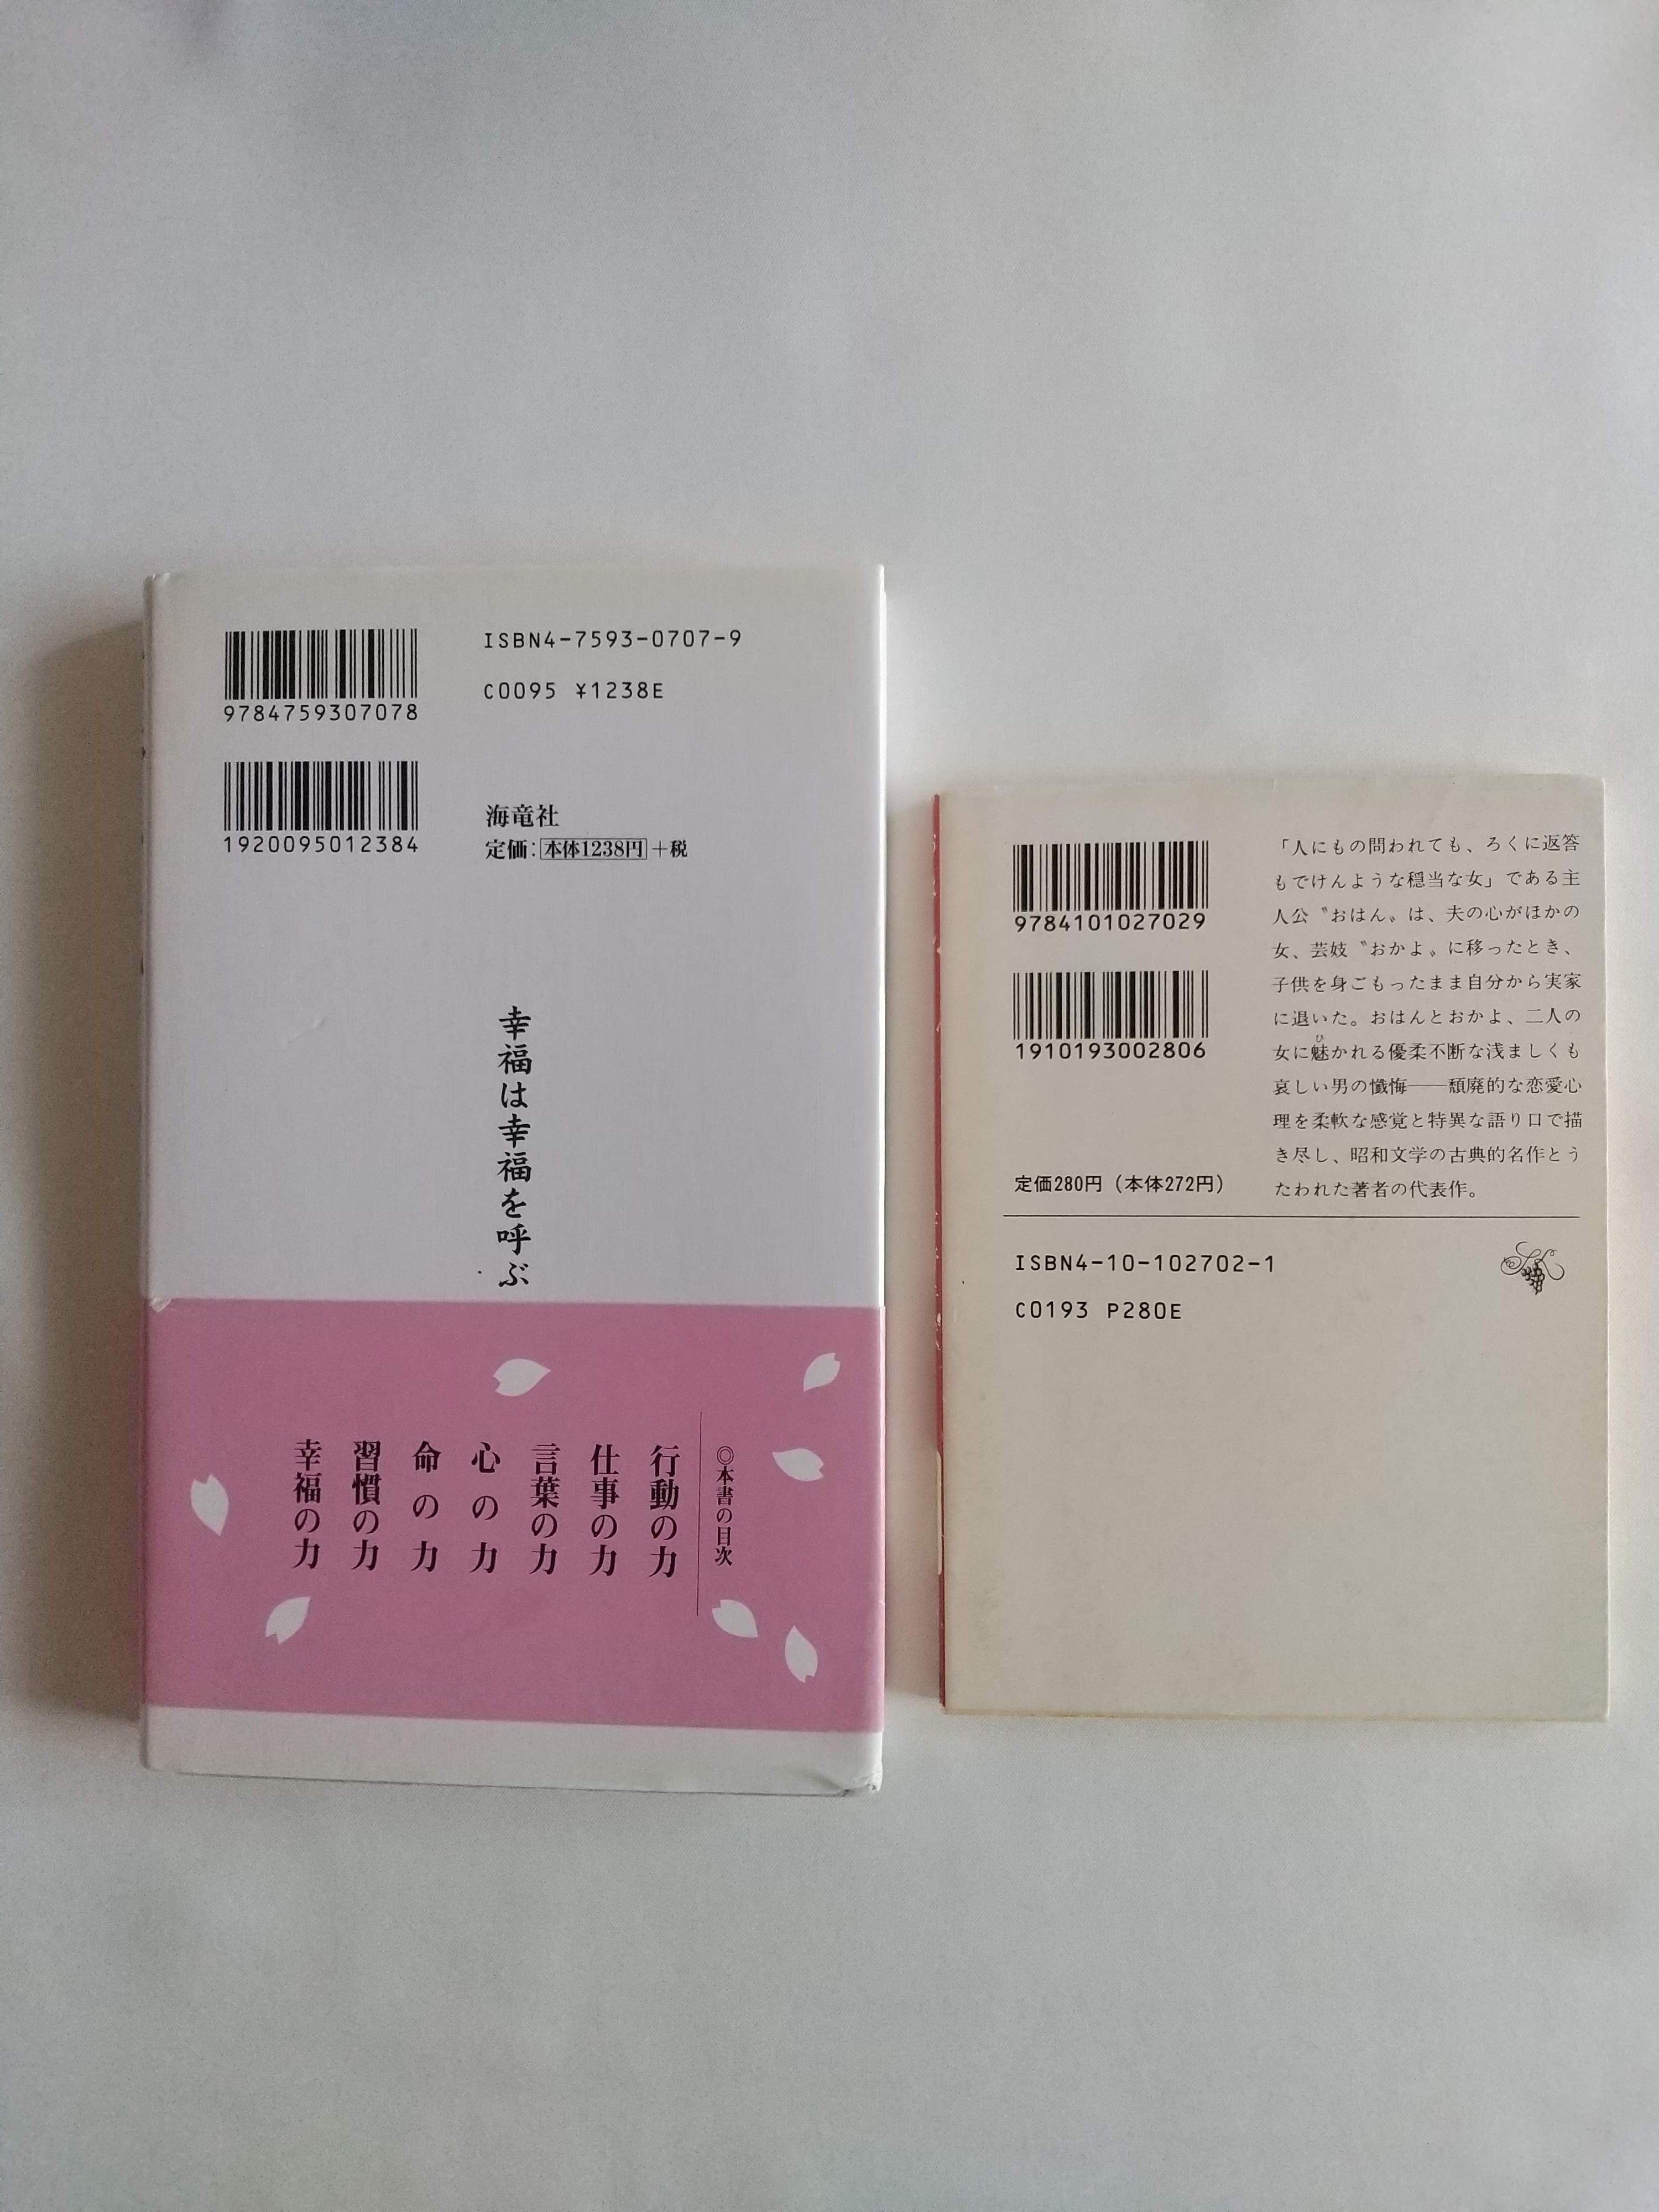 9784759307078
ISBN4-7593-0707-9
C0095 ¥1238E
1920095012384
海竜社
定価:本体1238円+税
幸福は幸福を呼ぶ
◎本書の目次
行動の力
仕事の力
言葉の力
心の力
命の力
習慣の力
幸福の力
9784101027029
1910193002806
定価280円(本体272円)
「人にもの問われても、ろくに返答
もでけんような穏当な女」である主
人公〝おはん〟は、夫の心がほかの
女、芸妓〝おかよ〟に移ったとき、
子供を身ごもったまま自分から実家
に退いた。おはんとおかよ、二人の
ひ
女に魅かれる優柔不断な浅ましくも
哀しい男の懺悔――頽廃的な恋愛心
理を柔軟な感覚と特異な語り口で描
き尽し、昭和文学の古典的名作とう
たわれた著者の代表作。
ISBN4-10-102702-1
C0193 P280E